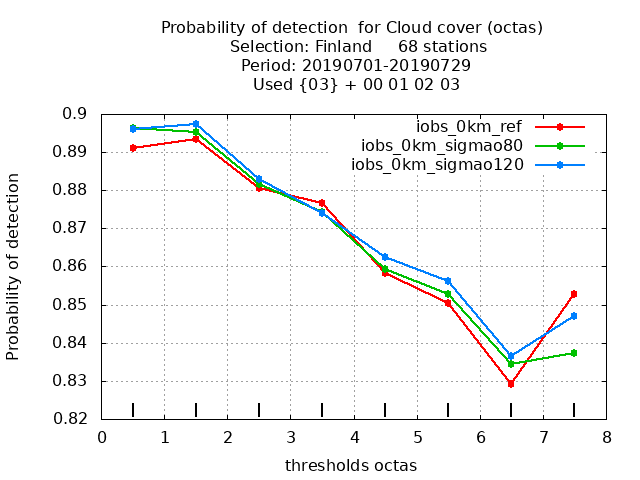 Probability of detection  for Cloud cover (octas)
Selection: Finland     68 stations
Period: 20190701-20190729
Used {03} + 00 01 02 03
iobs_0km_ref
iobs_0km_sigmao80
iobs_0km_sigmao120
Probability of detection
0.9
0.89
0.88
0.87
0.86
0.85
0.84
0.83
0.82
0 1 2 3 4 5 6 7 8
thresholds octas